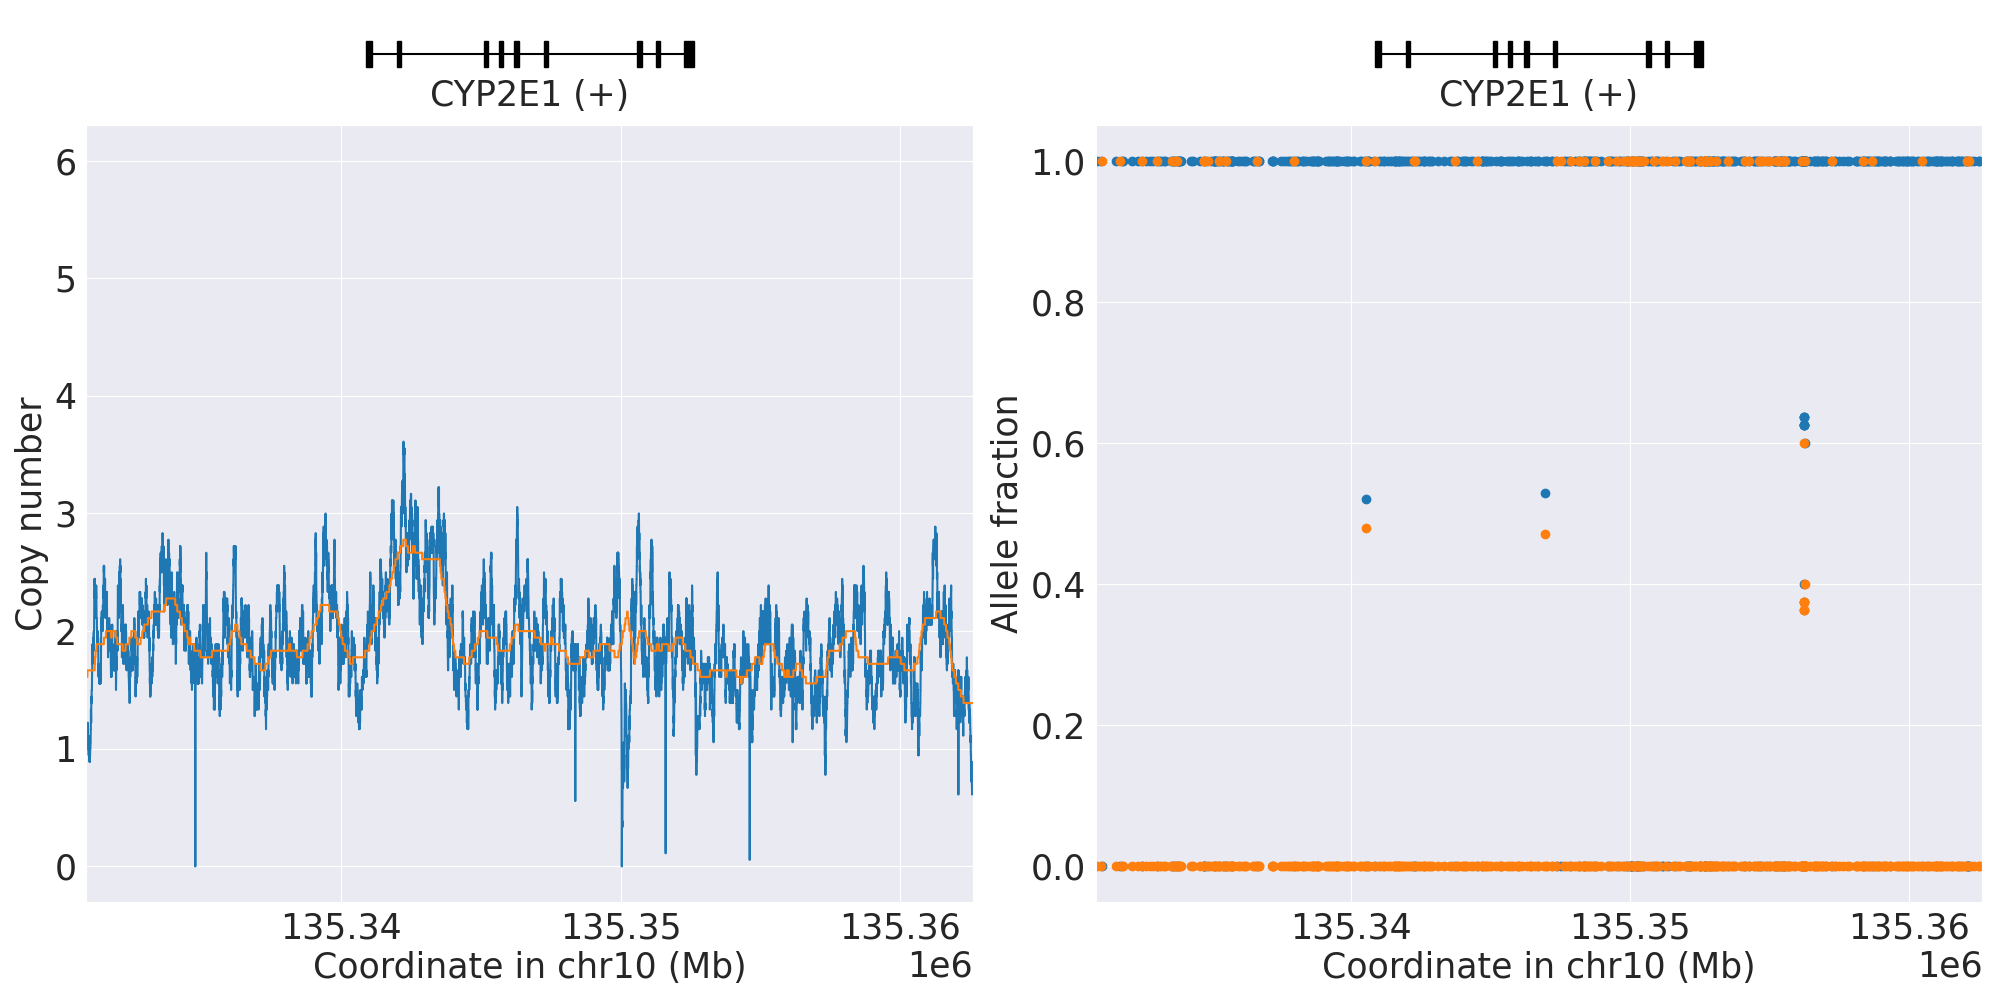 CYP2E1 (+)
6
5
4
3
2
1
0
Copy number
135.34
135.35
135.36
Coordinate in chr10 (Mb)
1e6
CYP2E1 (+)
1.0
0.8
0.6
0.4
0.2
0.0
Allele fraction
135.34
135.35
135.36
Coordinate in chr10 (Mb)
1e6